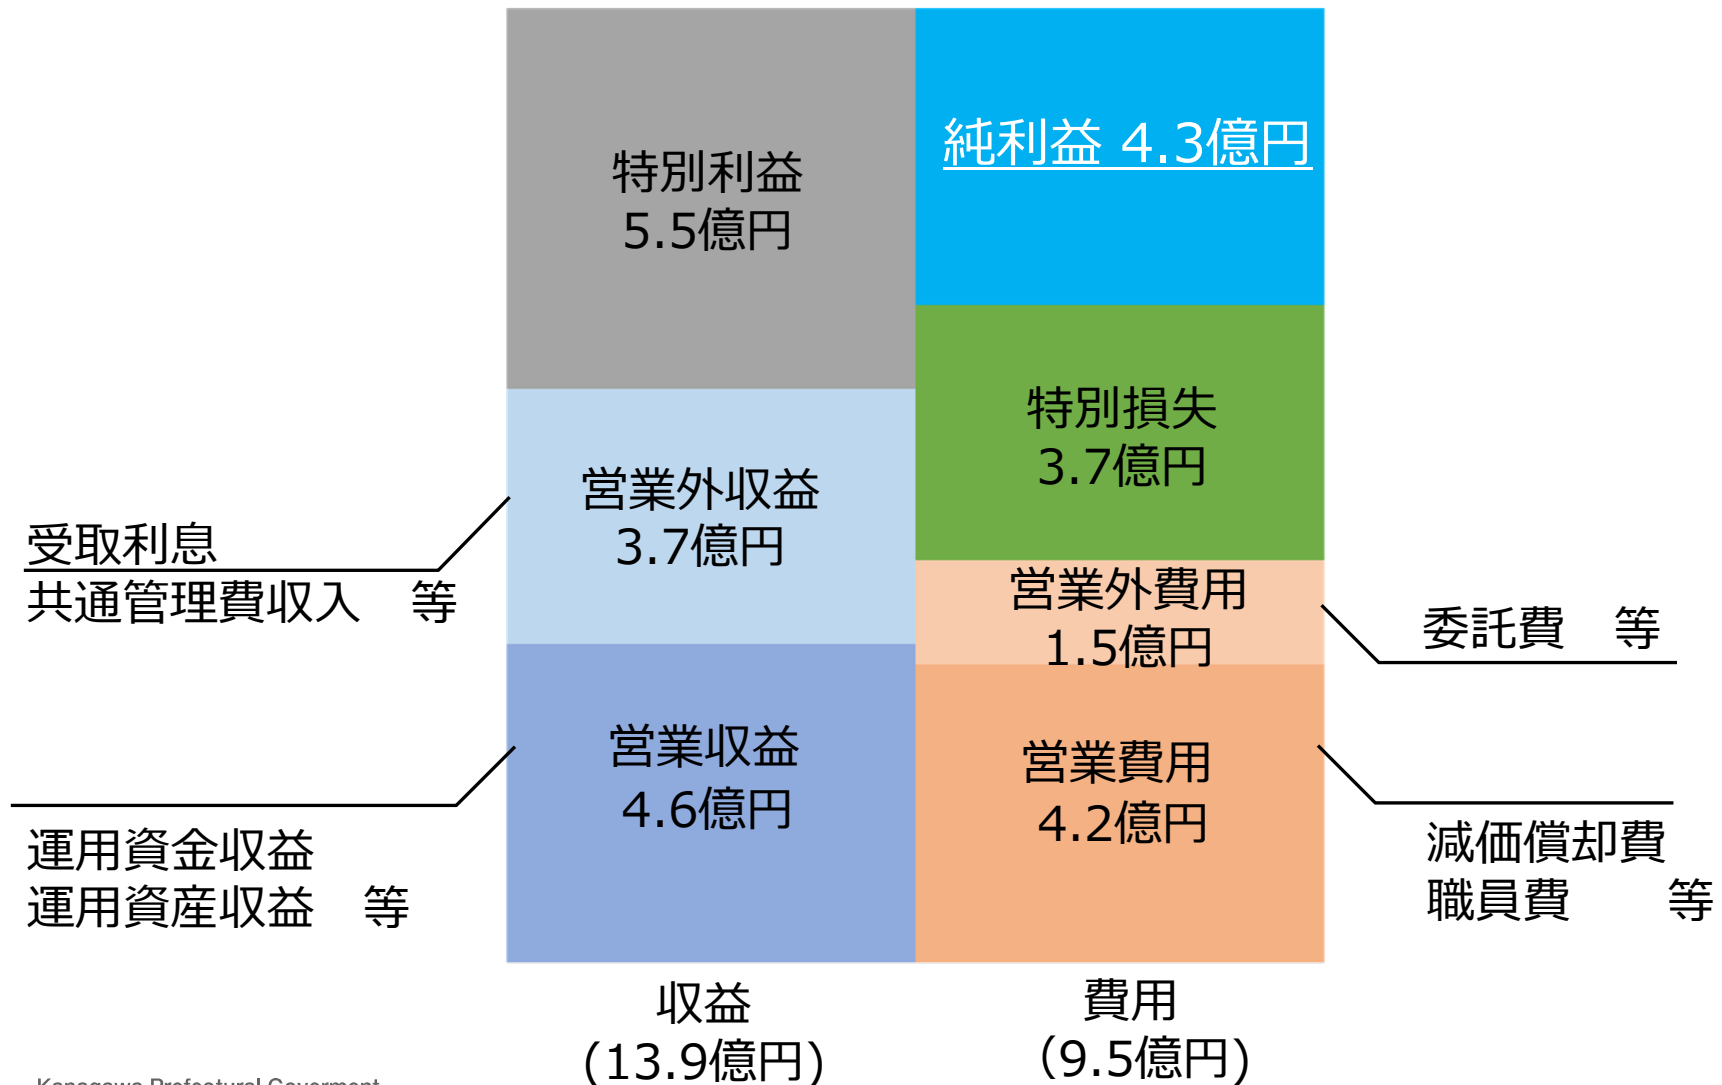 特別利益
5.5億円
純利益 4.3億円
特別損失
3.7億円
営業外収益
3.7億円
受取利息
共通管理費収入　等
営業外費用
1.5億円
委託費　等
営業収益
4.6億円
営業費用
4.2億円
運用資金収益
運用資産収益　等
減価償却費
職員費　　等
収益
(13.9億円)
費用
（9.5億円)
Kanagawa Prefectural Goverment